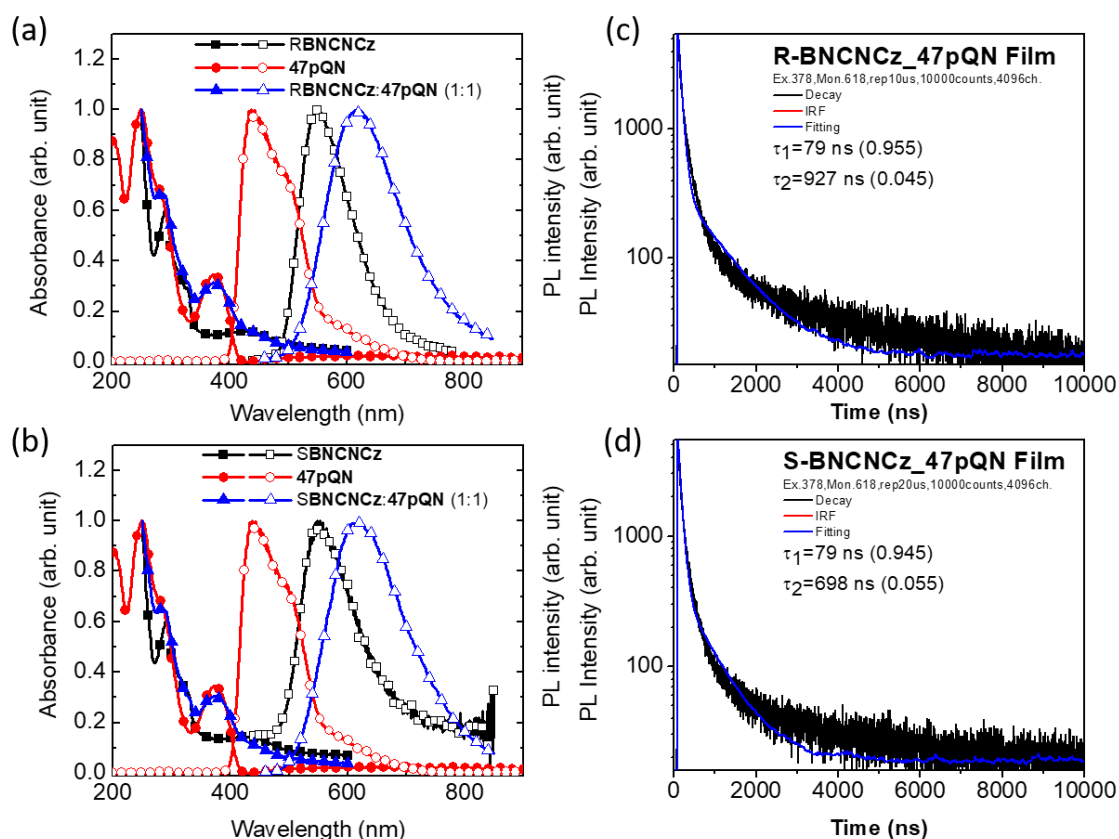 (a)
RBNCNCz
47pQN
RBNCNCz:47pQN (1:1)
1.2
1.0
0.8
0.6
0.4
0.2
0.0
Absorbance (arb. unit)
PL intensity (arb. unit)
200 400 600 800
Wavelength (nm)
(c)
R-BNCNCz_47pQN Film
Ex.378,Mon.618,rep10us,10000counts,4096ch.
Decay
IRF
Fitting
τ1=79 ns (0.955)
τ2=927 ns (0.045)
1000
100
PL Intensity (arb. unit)
0 2000 4000 6000 8000 10000
Time (ns)
(b)
SBNCNCz
47pQN
SBNCNCz:47pQN (1:1)
1.2
1.0
0.8
0.6
0.4
0.2
0.0
Absorbance (arb. unit)
PL intensity (arb. unit)
200 400 600 800
Wavelength (nm)
(d)
S-BNCNCz_47pQN Film
Ex.378,Mon.618,rep20us,10000counts,4096ch.
Decay
IRF
Fitting
τ1=79 ns (0.945)
τ2=698 ns (0.055)
1000
100
PL Intensity (arb. unit)
0 2000 4000 6000 8000 10000
Time (ns)